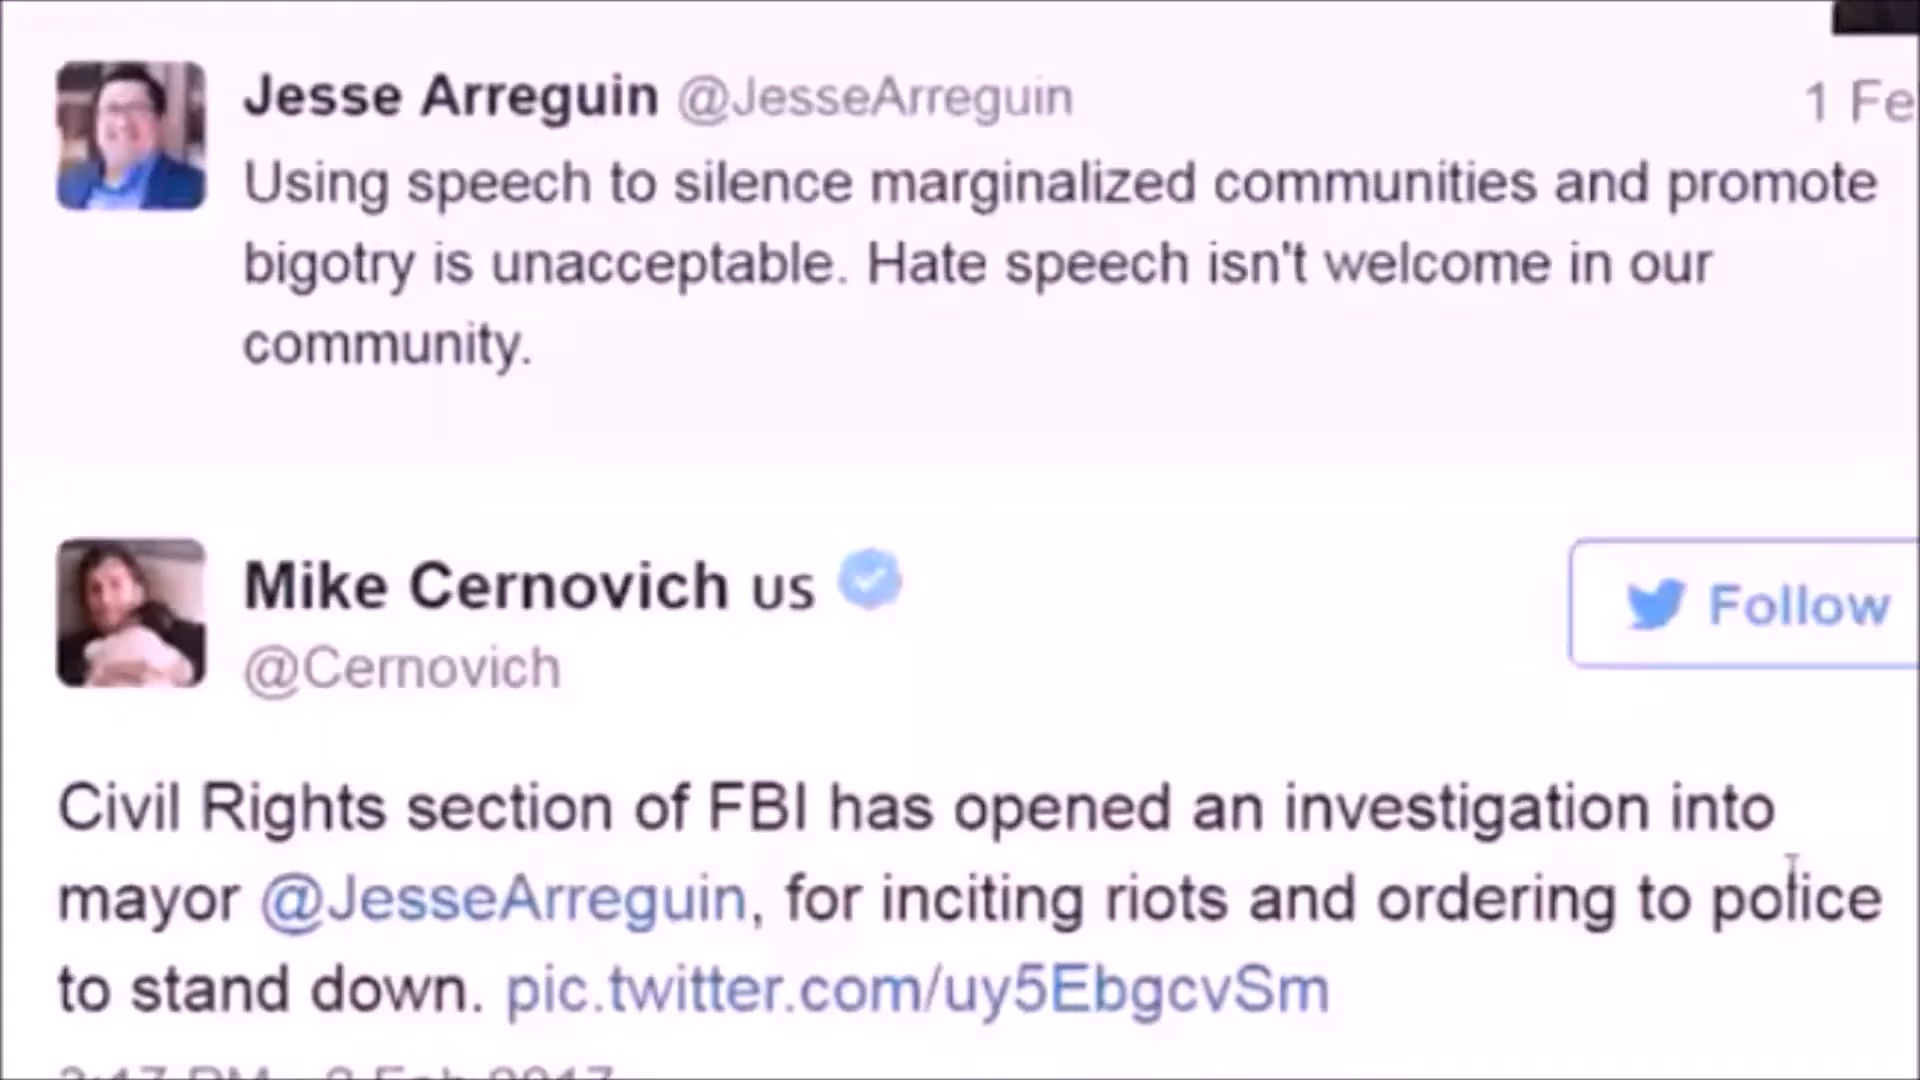 Jesse Arreguin @JesseArreguin 1 Fe
Using speech to silence marginalized communities and promote
bigotry is unacceptable. Hate speech isn't welcome in our
community.
Mike Cernovich US
@Cernovich
Follow
Civil Rights section of FBI has opened an investigation into
mayor @JesseArreguin, for inciting riots and ordering to police
to stand down. pic.twitter.com/uy5EbgcvSm